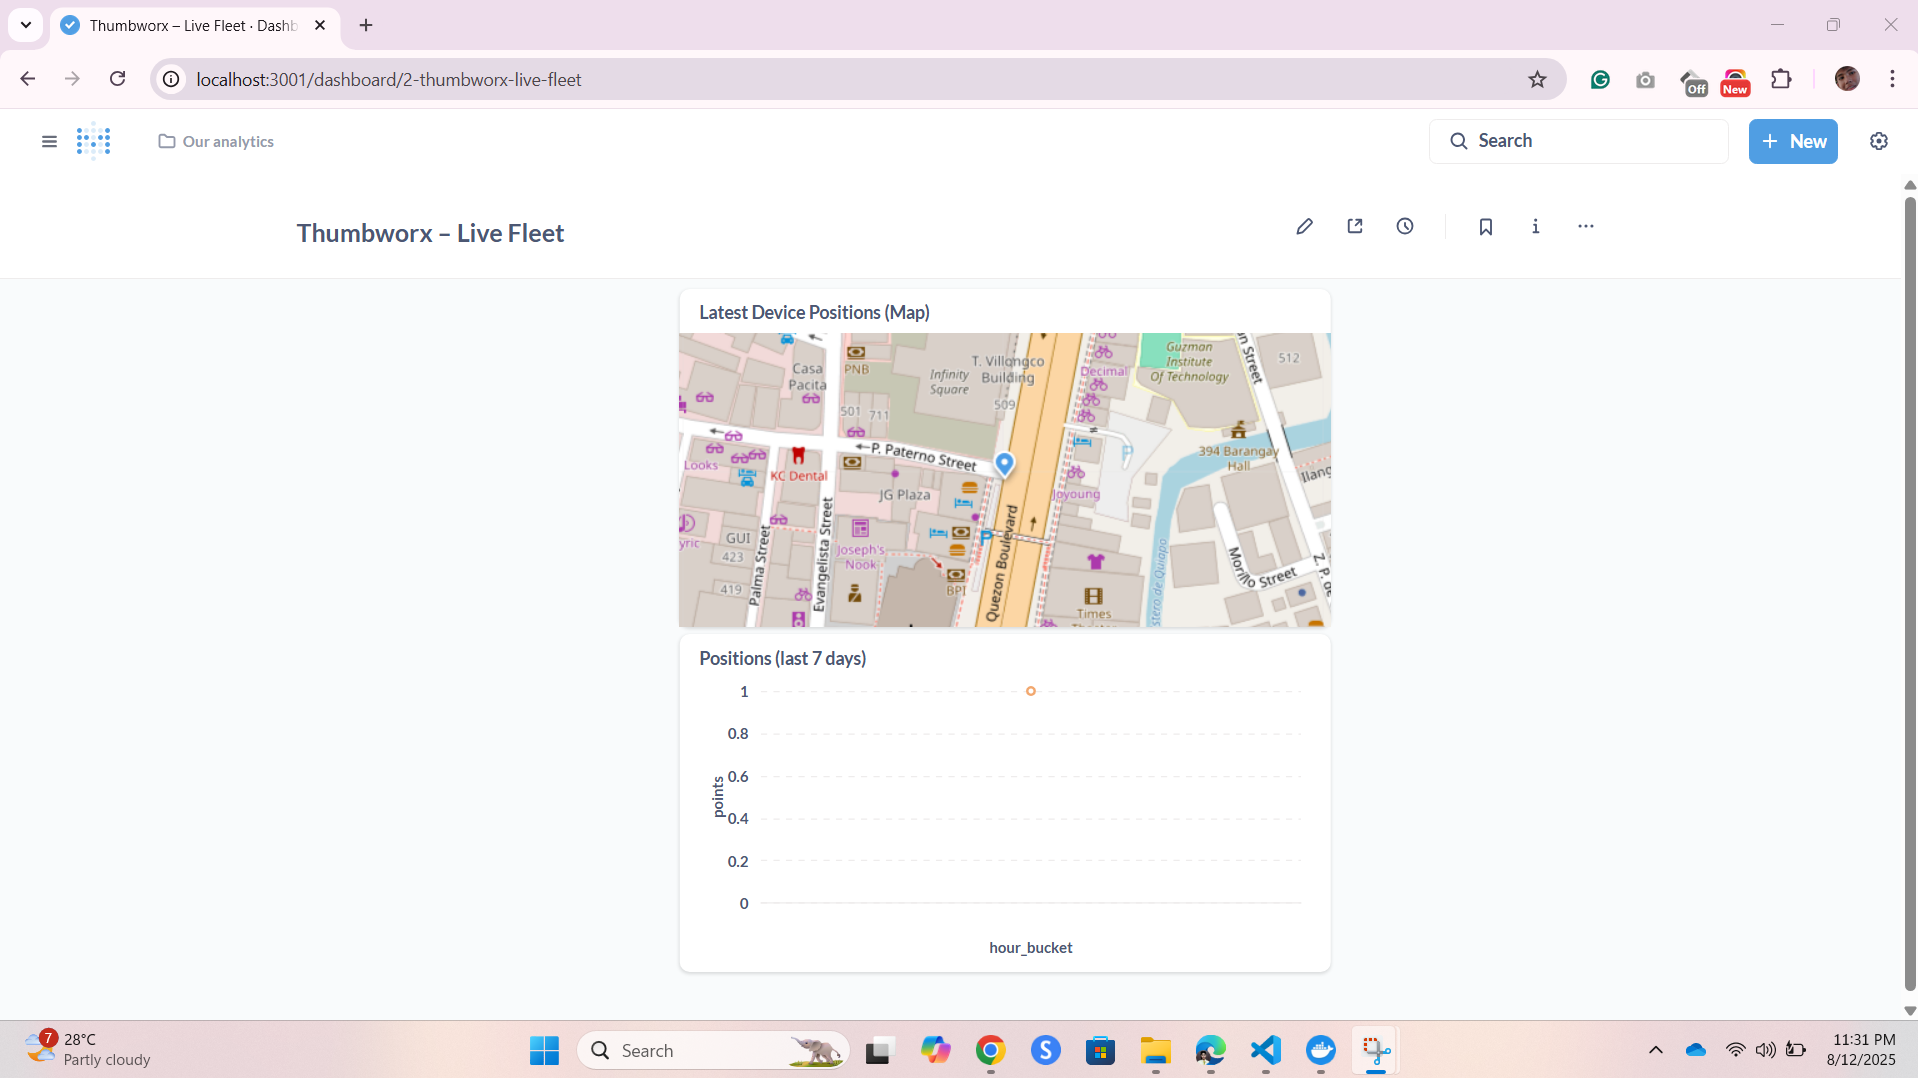 Thumbworx – Live Fleet · Dashb
localhost:3001/dashboard/2-thumbworx-live-fleet
Off
New
Our analytics
Search
+ New
Thumbworx – Live Fleet
Latest Device Positions (Map)
Casa
Pacita
PNB
Infinity
Square
T. Villongco
Building
509
501
711
Decimal
Guzman
Institute
Of Technology
512
Looks
KC Dental
P. Paterno Street
JG Plaza
394 Barangay
Hall
Joyoung
P
GUI
423
419
Palma Street
Evangelista Street
Joseph's
Nook
BPI
P
Quezon Boulevard
Times
Estero de Quiapo
Morillo Street
Positions (last 7 days)
1
0.8
0.6
0.4
0.2
0
points
hour_bucket
7
28°C
Partly cloudy
Search
S
11:31 PM
8/12/2025